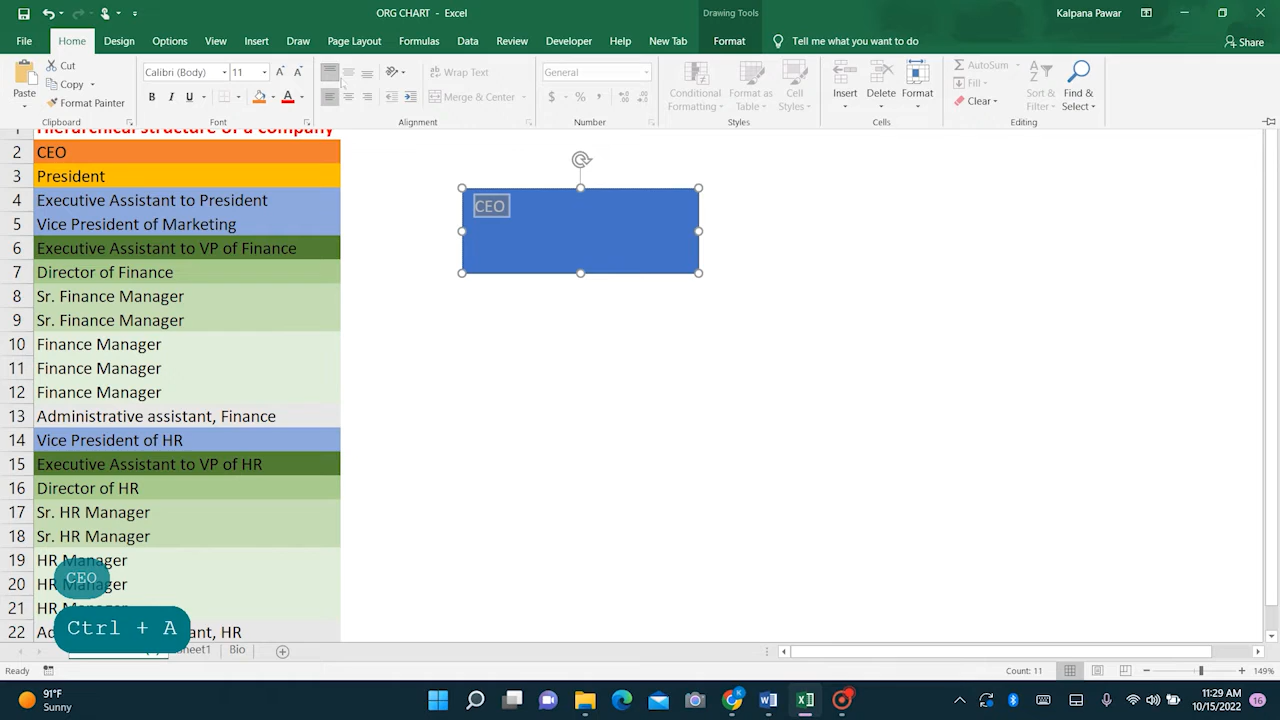 ORG CHART - Excel
Drawing Tools
Kalpana Pawar
File
Home
Design
Options
View
Insert
Draw
Page Layout
Formulas
Data
Review
Developer
Help
New Tab
Format
Tell me what you want to do
Share
Paste
Cut
Copy
Format Painter
Clipboard
Calibri (Body)
11
B I U
Font
Wrap Text
Merge & Center
Alignment
General
$ % ,
Number
Conditional
Formatting
Format as
Table
Cell
Styles
Styles
Insert
Delete
Format
Cells
AutoSum
Fill
Clear
Sort &
Filter
Find &
Select
Editing
1 Hierarchical structure of a company
2 CEO
3 President
4 Executive Assistant to President
5 Vice President of Marketing
6 Executive Assistant to VP of Finance
7 Director of Finance
8 Sr. Finance Manager
9 Sr. Finance Manager
10 Finance Manager
11 Finance Manager
12 Finance Manager
13 Administrative assistant, Finance
14 Vice President of HR
15 Executive Assistant to VP of HR
16 Director of HR
17 Sr. HR Manager
18 Sr. HR Manager
19 HR Manager
20 HR Manager
21 HR Manager
22 Ad ant, HR
CEO
CEO
Ctrl + A
heet1
Bio
Ready
Count: 11
149%
91°F
Sunny
11:29 AM
10/15/2022
16